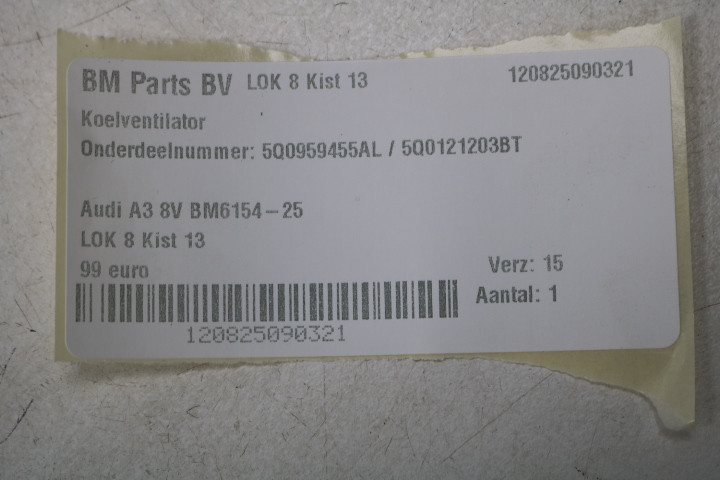 BM Parts BV LOK 8 Kist 13 120825090321
Koelventilator
Onderdeelnummer: 5Q0959455AL / 5Q0121203BT
Audi A3 8V BM6154-25
LOK 8 Kist 13
99 euro Verz: 15
Aantal: 1
120825090321